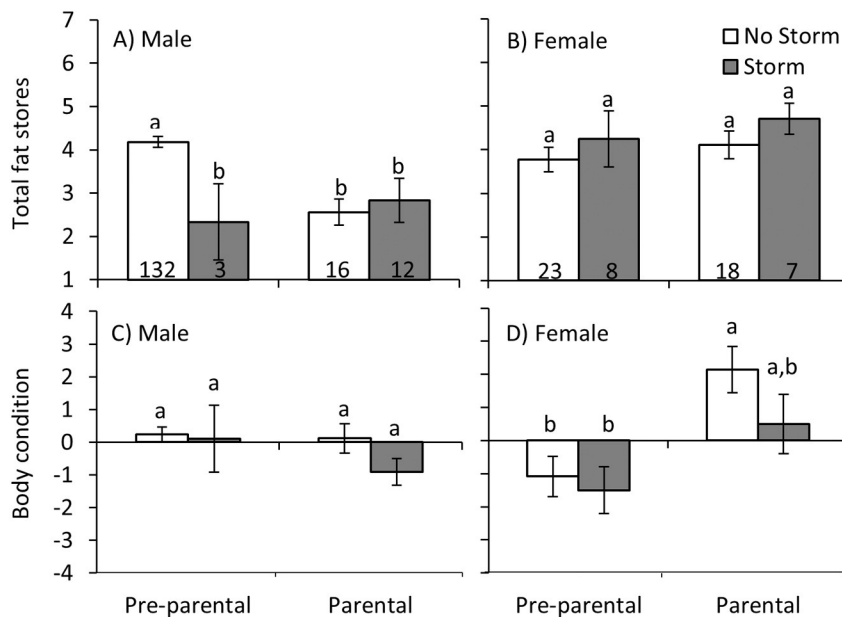 A) Male
B) Female
No Storm
Storm
Total fat stores
7
6
5
4
3
2
1
a
b
b
b
a
a
a
a
132
3
16
12
23
8
18
7
C) Male
D) Female
Body condition
4
3
2
1
0
-1
-2
-3
-4
a
a
a
a
b
b
a
a,b
Pre-parental
Parental
Pre-parental
Parental